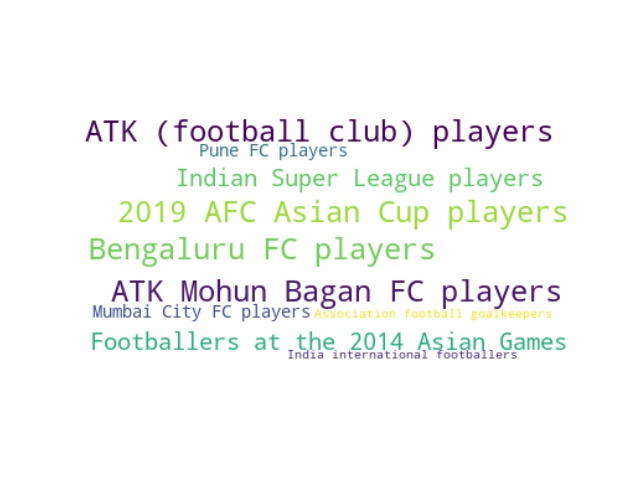 ATK (football club) players
Pune FC players
Indian Super League players
2019 AFC Asian Cup players
Bengaluru FC players
ATK Mohun Bagan FC players
Mumbai City FC players
Association football goalkeepers
Footballers at the 2014 Asian Games
India international footballers